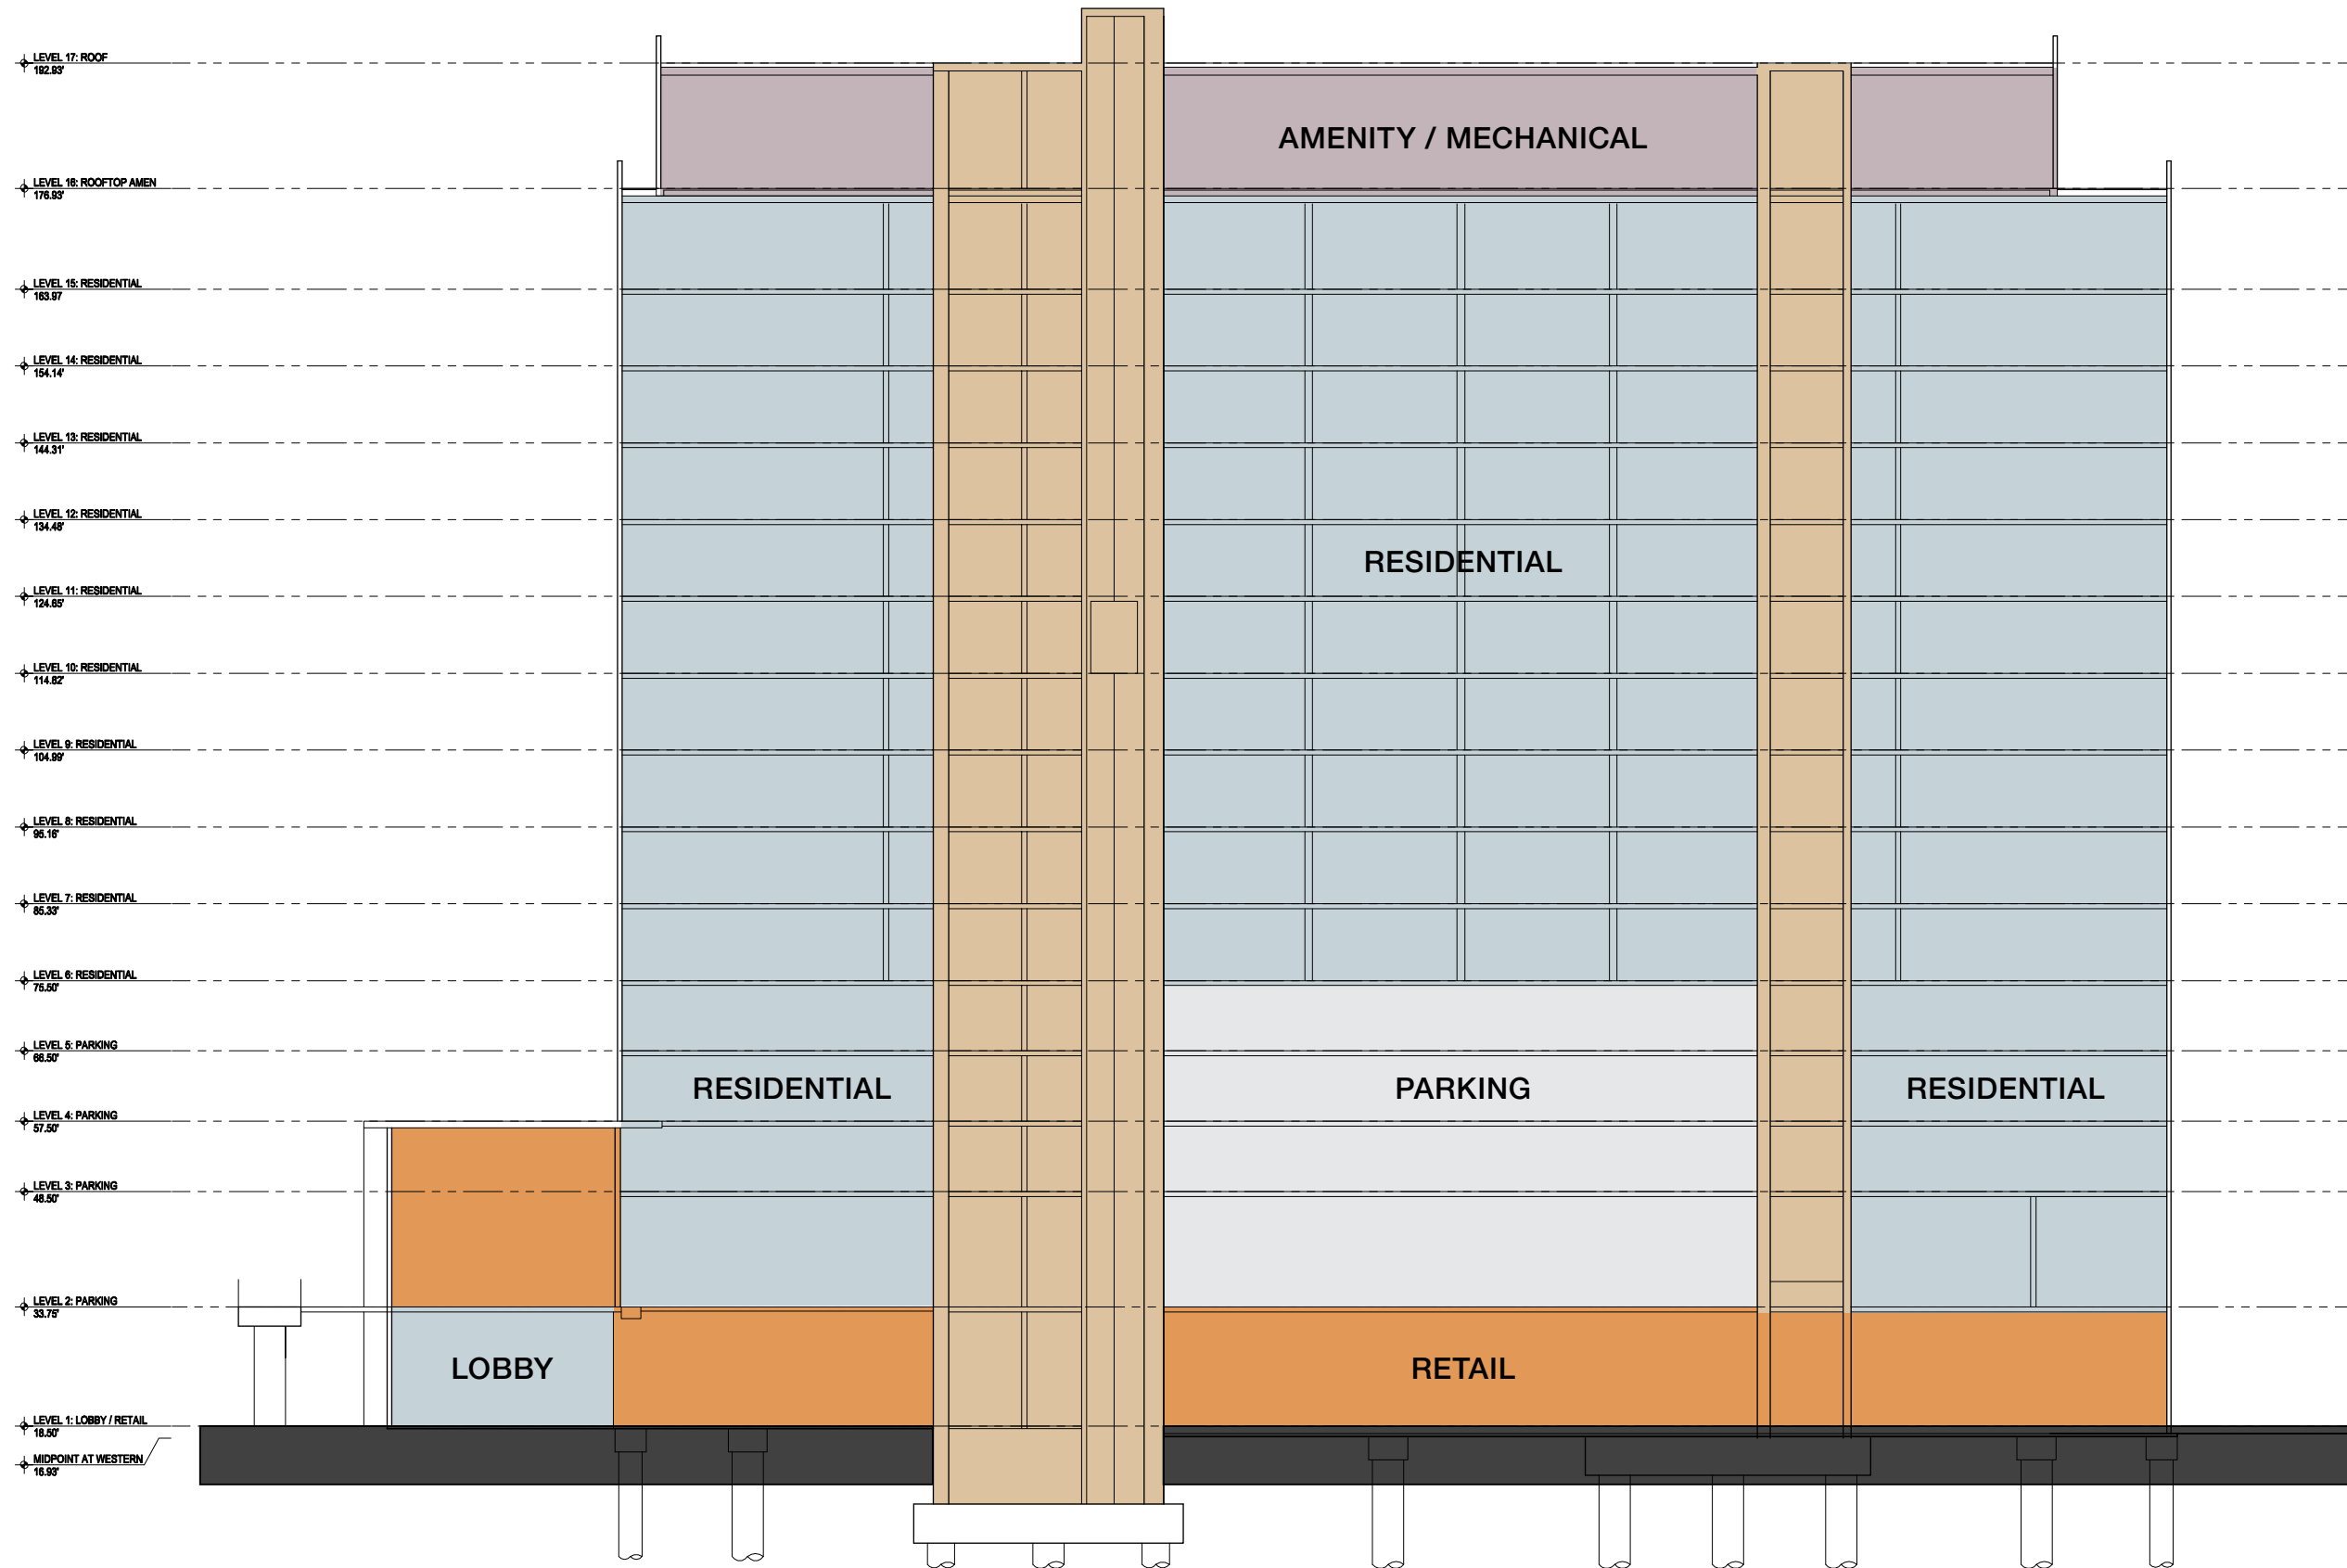 LEVEL 17: ROOF
192.93'
AMENITY / MECHANICAL
LEVEL 16: ROOFTOP AMEN
176.93'
LEVEL 15: RESIDENTIAL
163.97
LEVEL 14: RESIDENTIAL
154.14'
LEVEL 13: RESIDENTIAL
144.31'
LEVEL 12: RESIDENTIAL
134.48'
RESIDENTIAL
LEVEL 11: RESIDENTIAL
124.65'
LEVEL 10: RESIDENTIAL
114.82'
LEVEL 9: RESIDENTIAL
104.99'
LEVEL 8: RESIDENTIAL
95.16'
LEVEL 7: RESIDENTIAL
85.33'
LEVEL 6: RESIDENTIAL
75.50'
LEVEL 5: PARKING
66.50'
RESIDENTIAL PARKING RESIDENTIAL
LEVEL 4: PARKING
57.50'
LEVEL 3: PARKING
48.50'
LEVEL 2: PARKING
33.75'
LOBBY RETAIL
LEVEL 1: LOBBY / RETAIL
18.50'
MIDPOINT AT WESTERN
16.93'